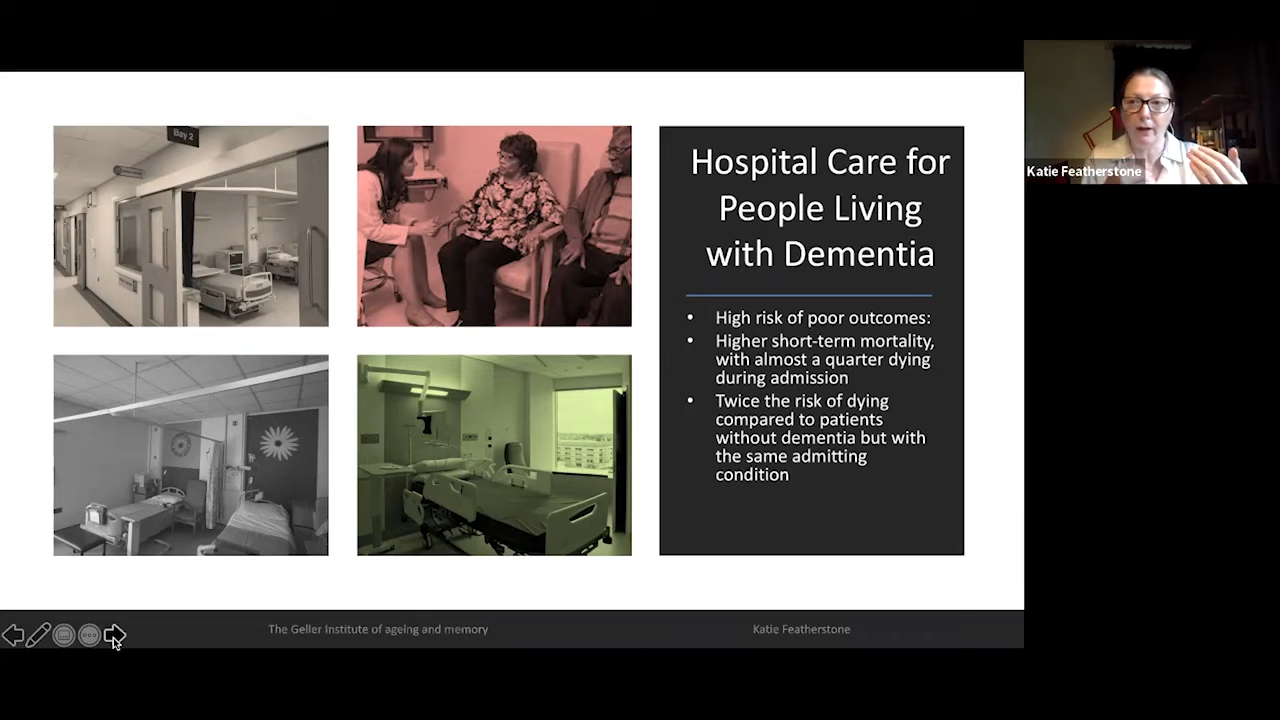 Bay 2
Hospital Care for
People Living
with Dementia
• High risk of poor outcomes:
• Higher short-term mortality,
with almost a quarter dying
during admission
• Twice the risk of dying
compared to patients
without dementia but with
the same admitting
condition
Katie Featherstone
The Geller Institute of ageing and memory
Katie Featherstone